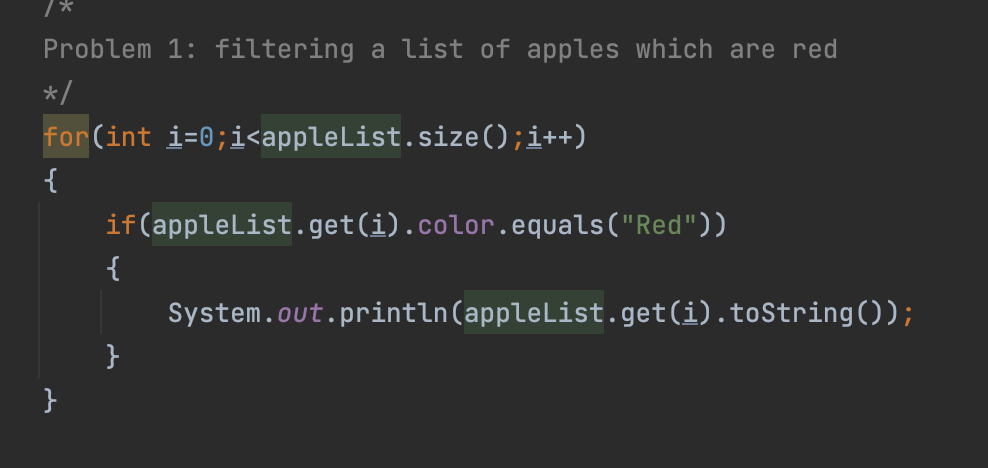 /*
Problem 1: filtering a list of apples which are red
*/
for(int i=0;i<appleList.size();i++)
{
    if(appleList.get(i).color.equals("Red"))
    {
        System.out.println(appleList.get(i).toString());
    }
}